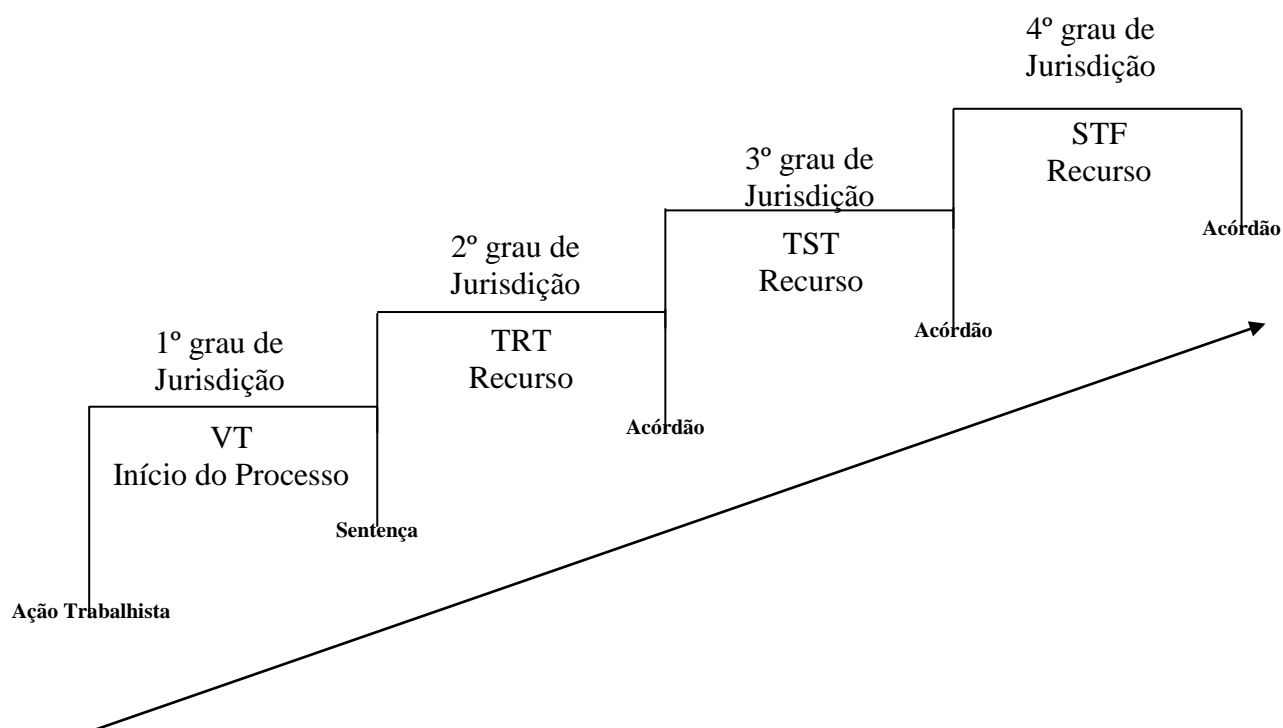 4º grau de
Jurisdição
STF
Recurso
Acórdão
3º grau de
Jurisdição
TST
Recurso
Acórdão
2º grau de
Jurisdição
TRT
Recurso
Acórdão
1º grau de
Jurisdição
VT
Início do Processo
Sentença
Ação Trabalhista